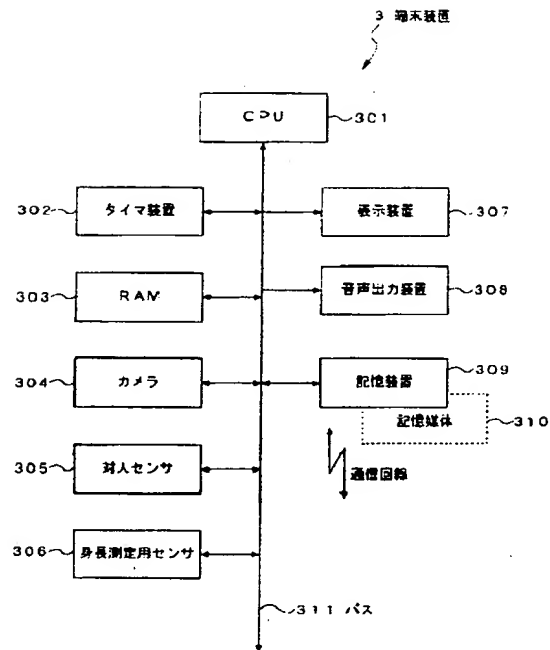 3 端末装置
CPU
301
302
タイマ装置
表示装置
307
303
RAM
音声出力装置
308
304
カメラ
記憶装置
309
記憶媒体
310
305
対人センサ
通信回線
306
身長測定用センサ
311 バス